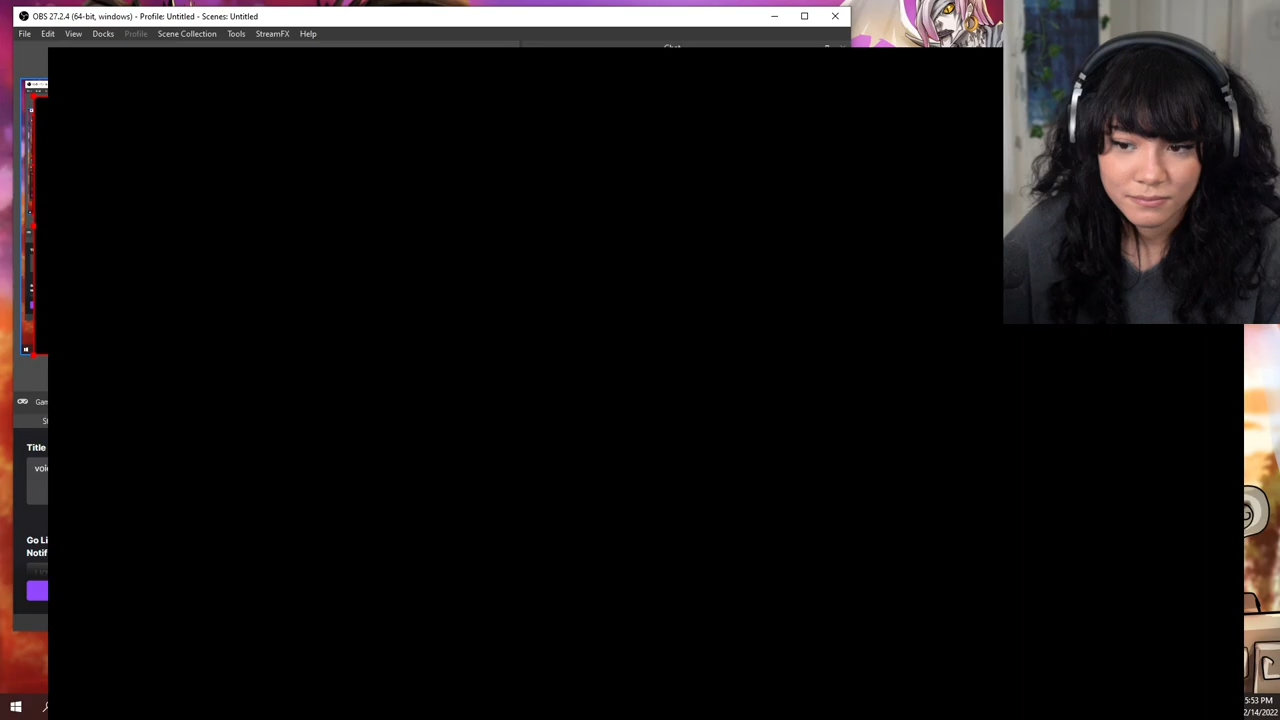 OBS 27.2.4 (64-bit, windows) - Profile: Untitled - Scenes: Untitled
File Edit View Docks Profile Scene Collection Tools StreamFX Help
Title
5:53 PM
2/14/2022